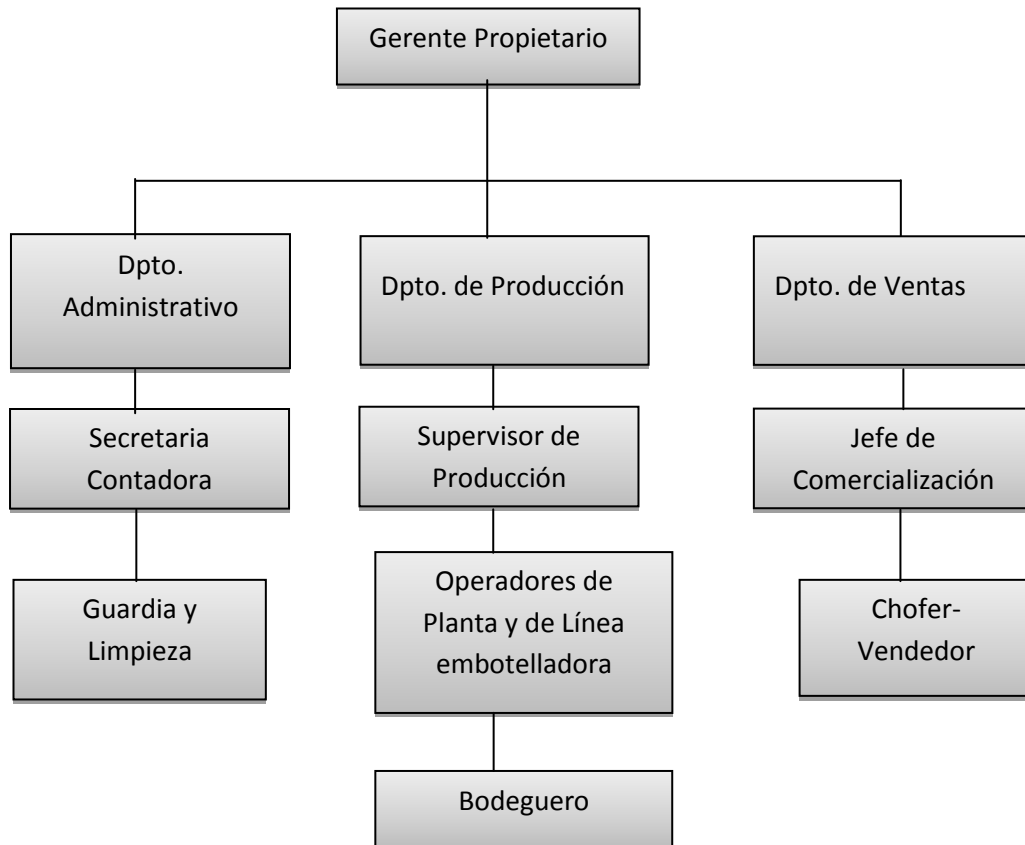 Gerente Propietario
Dpto.
Administrativo
Dpto. de Producción
Dpto. de Ventas
Secretaria
Contadora
Supervisor de
Producción
Jefe de
Comercialización
Guardia y
Limpieza
Operadores de
Planta y de Línea
embotelladora
Chofer-
Vendedor
Bodeguero